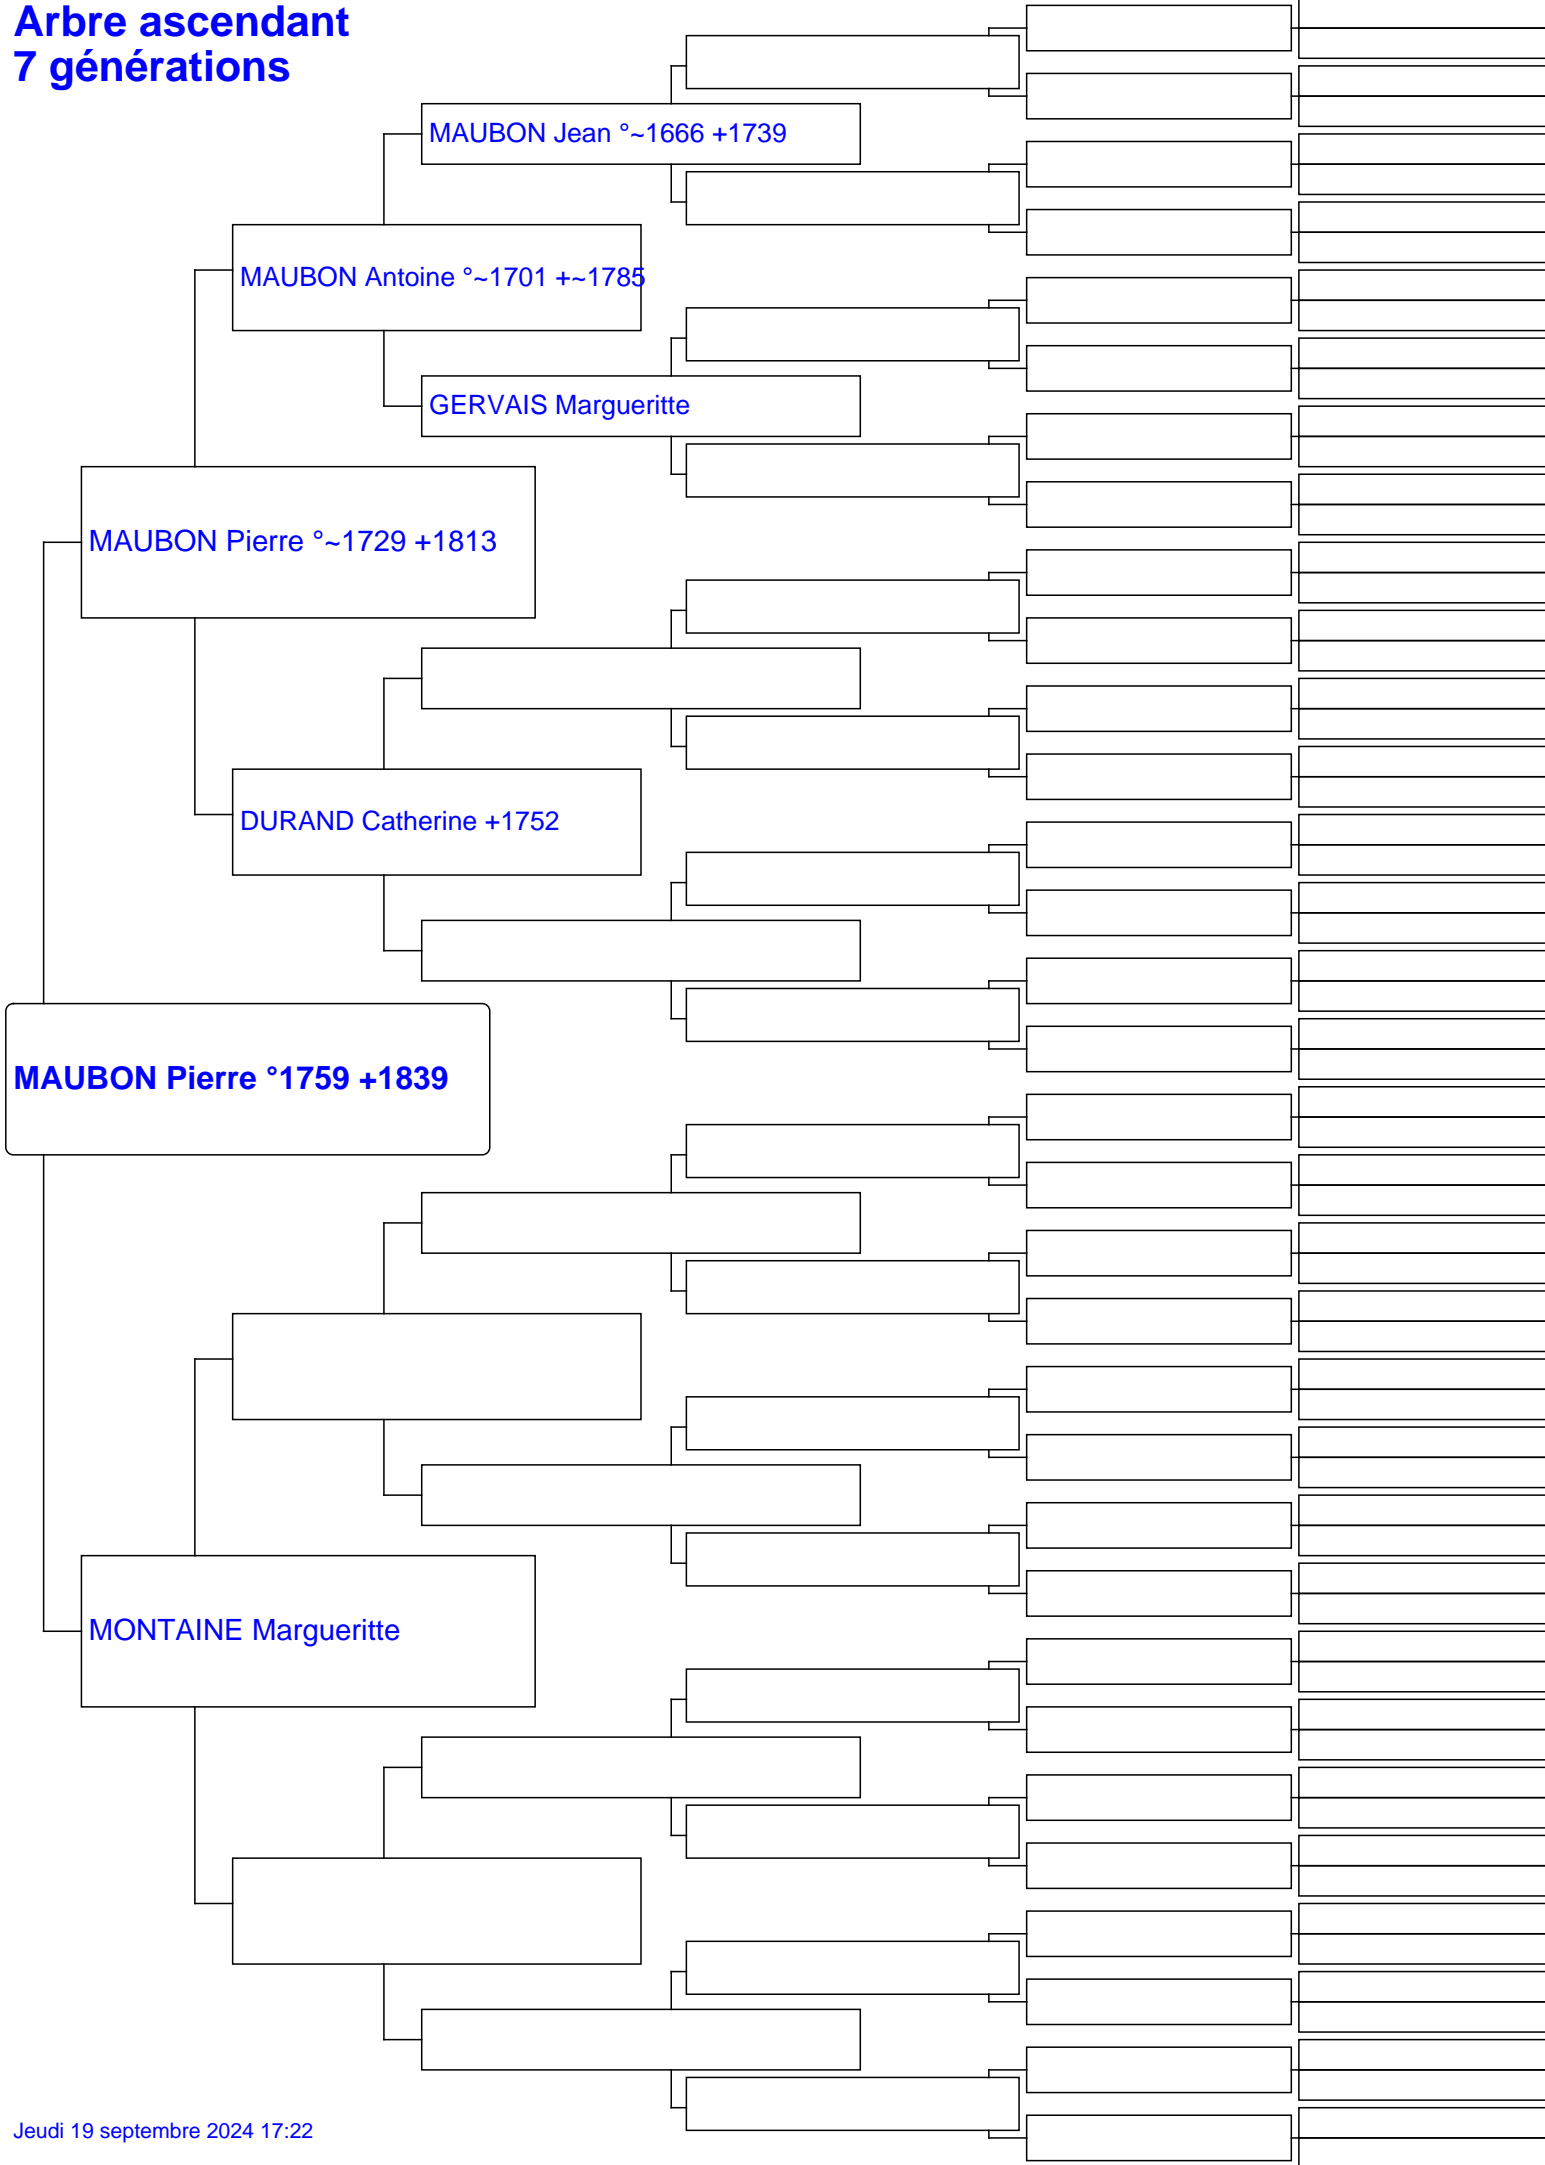 Arbre ascendant
7 générations
MAUBON Jean °~1666 +1739
MAUBON Antoine °~1701 +~1785
GERVAIS Margueritte
MAUBON Pierre °~1729 +1813
DURAND Catherine +1752
MAUBON Pierre °1759 +1839
MONTAINE Margueritte
Jeudi 19 septembre 2024 17:22